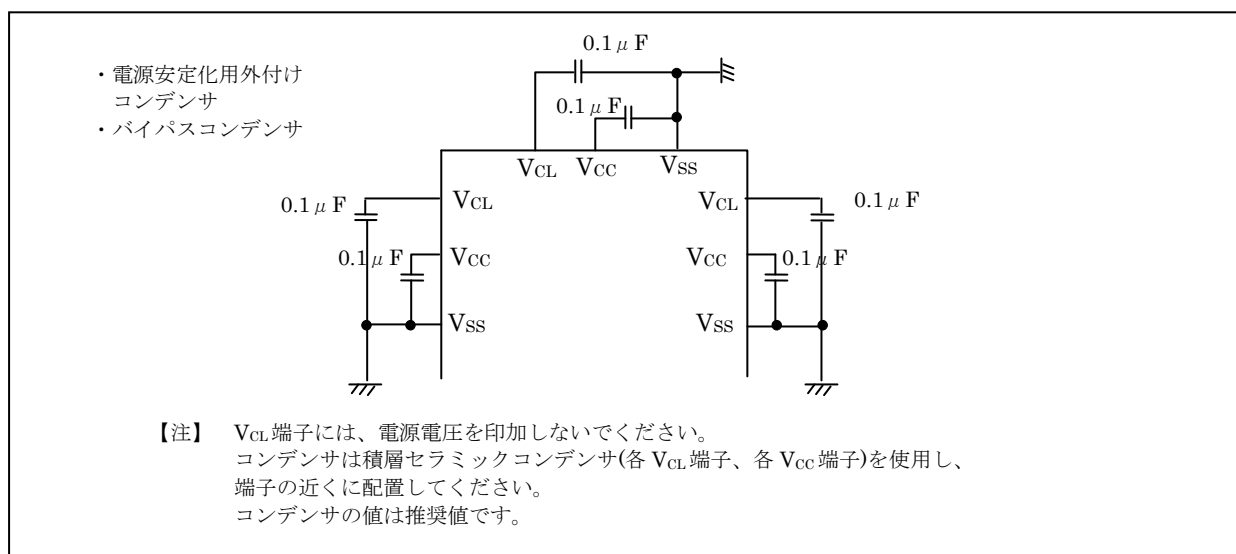 0.1 μ F
・電源安定化用外付け
コンデンサ
・バイパスコンデンサ
0.1 μ F
VCL VCC VSS
0.1 μ F VCL VCL 0.1 μ F
0.1 μ F VCC VCC 0.1 μ F
VSS VSS
【注】 VCL端子には、電源電圧を印加しないでください。
コンデンサは積層セラミックコンデンサ(各 VCL端子、各 VCC端子)を使用し、
端子の近くに配置してください。
コンデンサの値は推奨値です。